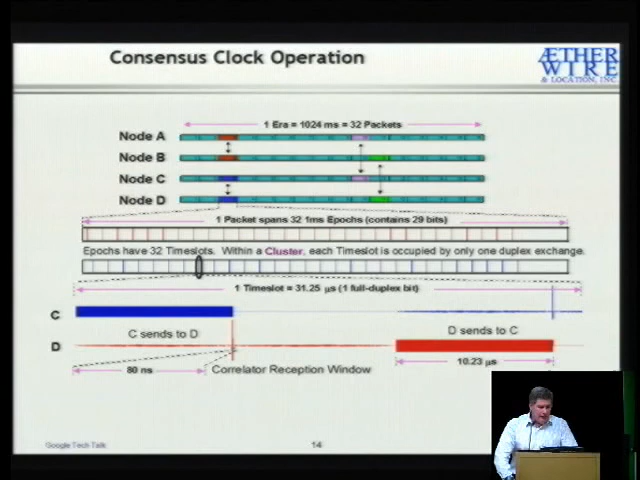 Consensus Clock Operation
ÆTHER
WIRE
& LOCATION, INC
1 Era = 1024 ms = 32 Packets
Node A
Node B
Node C
Node D
1 Packet spans 32 1ms Epochs (contains 29 bits)
Epochs have 32 Timeslots. Within a Cluster, each Timeslot is occupied by only one duplex exchange.
1 Timeslot = 31.25 µs (1 full-duplex bit)
C
C sends to D
D sends to C
D
10.23 µs
80 ns
Correlator Reception Window
Google Tech Talk
14